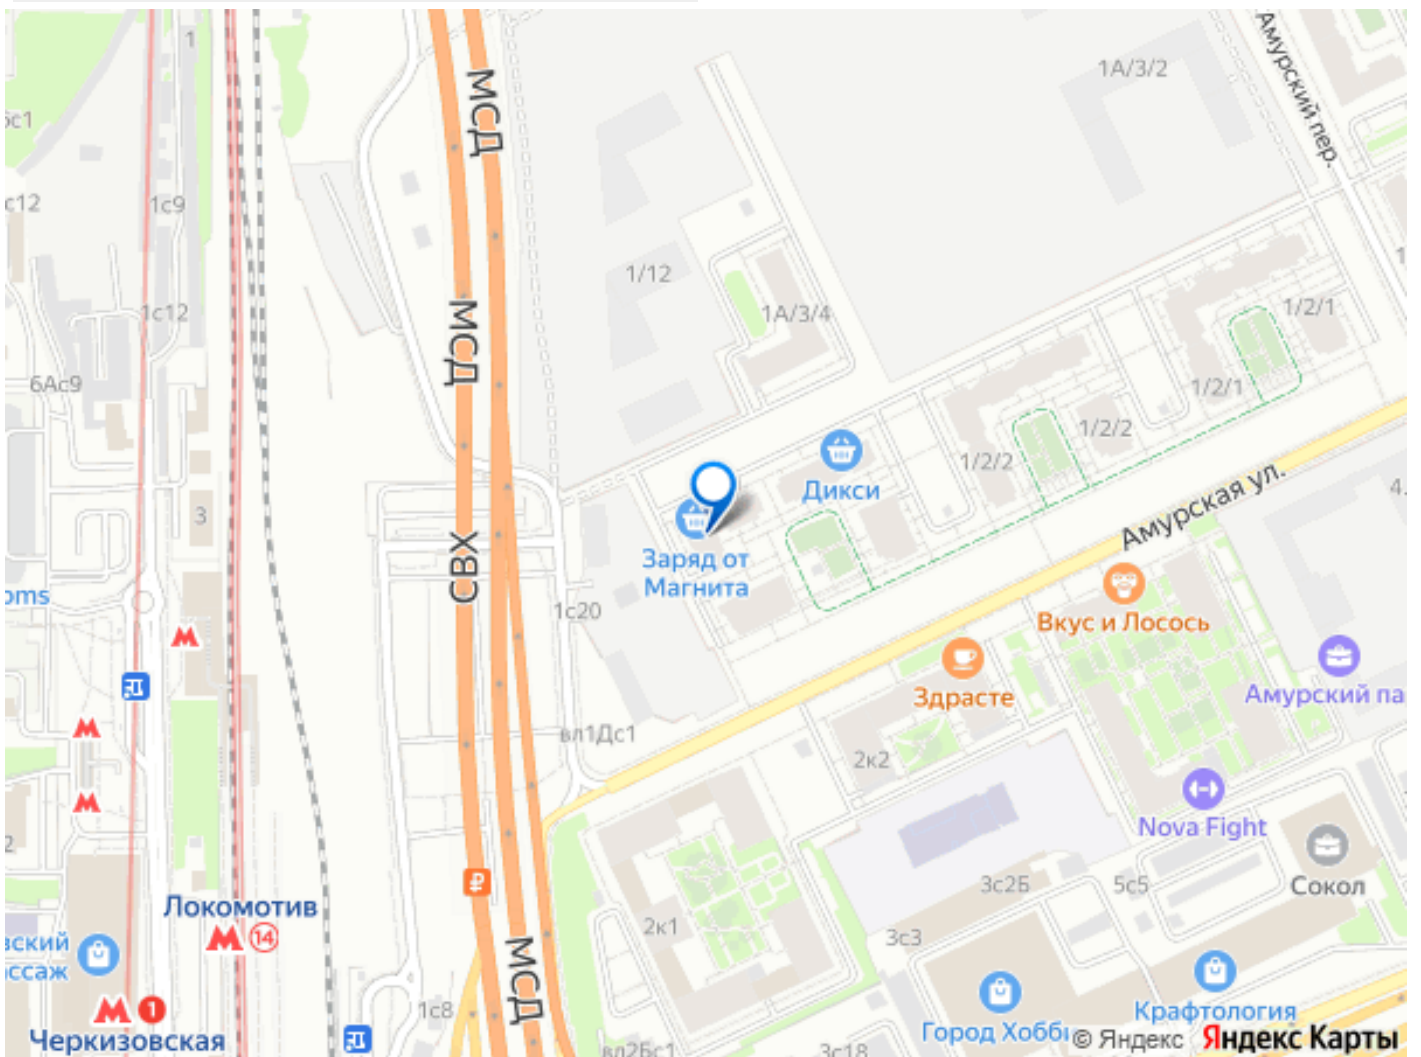 1
МСД
1А/3/2
Амурский пер.
с12
1с9
1/12
1А/3/4
1с12
МСД
МСД
1/2/1
6Ас9
1/2/1
1/2/2
1/2/2
Дикси
3
Заряд от
Магнита
Амурская ул.
СВХ
1с20
Вкус и Лосось
Здрасте
Амурский па
вл1Дс1
2к2
Nova Fight
3с2Б
5с5
Сокол
Локомотив
14
2к1
3с3
1с8
МСД
Черкизовская
1
Город Хобби
Крафтология
вл2Бс1
3с18
© Яндекс Яндекс Карты